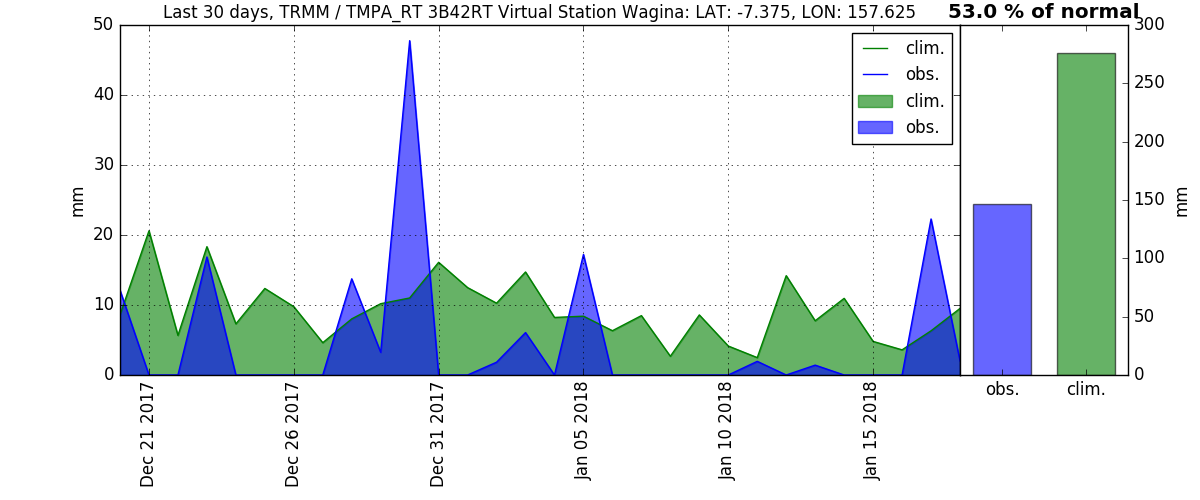 Last 30 days, TRMM / TMPA_RT 3B42RT Virtual Station Wagina: LAT: -7.375, LON: 157.625
53.0 % of normal
50
40
30
20
10
0
mm
clim.
obs.
clim.
obs.
Dec 21 2017
Dec 26 2017
Dec 31 2017
Jan 05 2018
Jan 10 2018
Jan 15 2018
300
250
200
150
100
50
0
mm
obs.
clim.